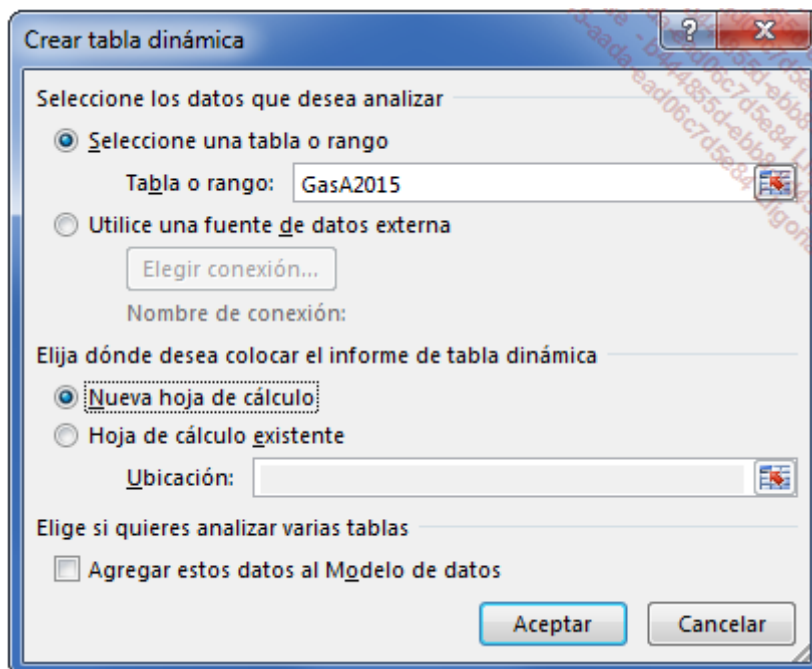 Crear tabla dinámica
Seleccione los datos que desea analizar
Seleccione una tabla o rango
Tabla o rango: GasA2015
Utilice una fuente de datos externa
Elegir conexión...
Nombre de conexión:
Elija dónde desea colocar el informe de tabla dinámica
Nueva hoja de cálculo
Hoja de cálculo existente
Ubicación:
Elige si quieres analizar varias tablas
Agregar estos datos al Modelo de datos
Aceptar Cancelar